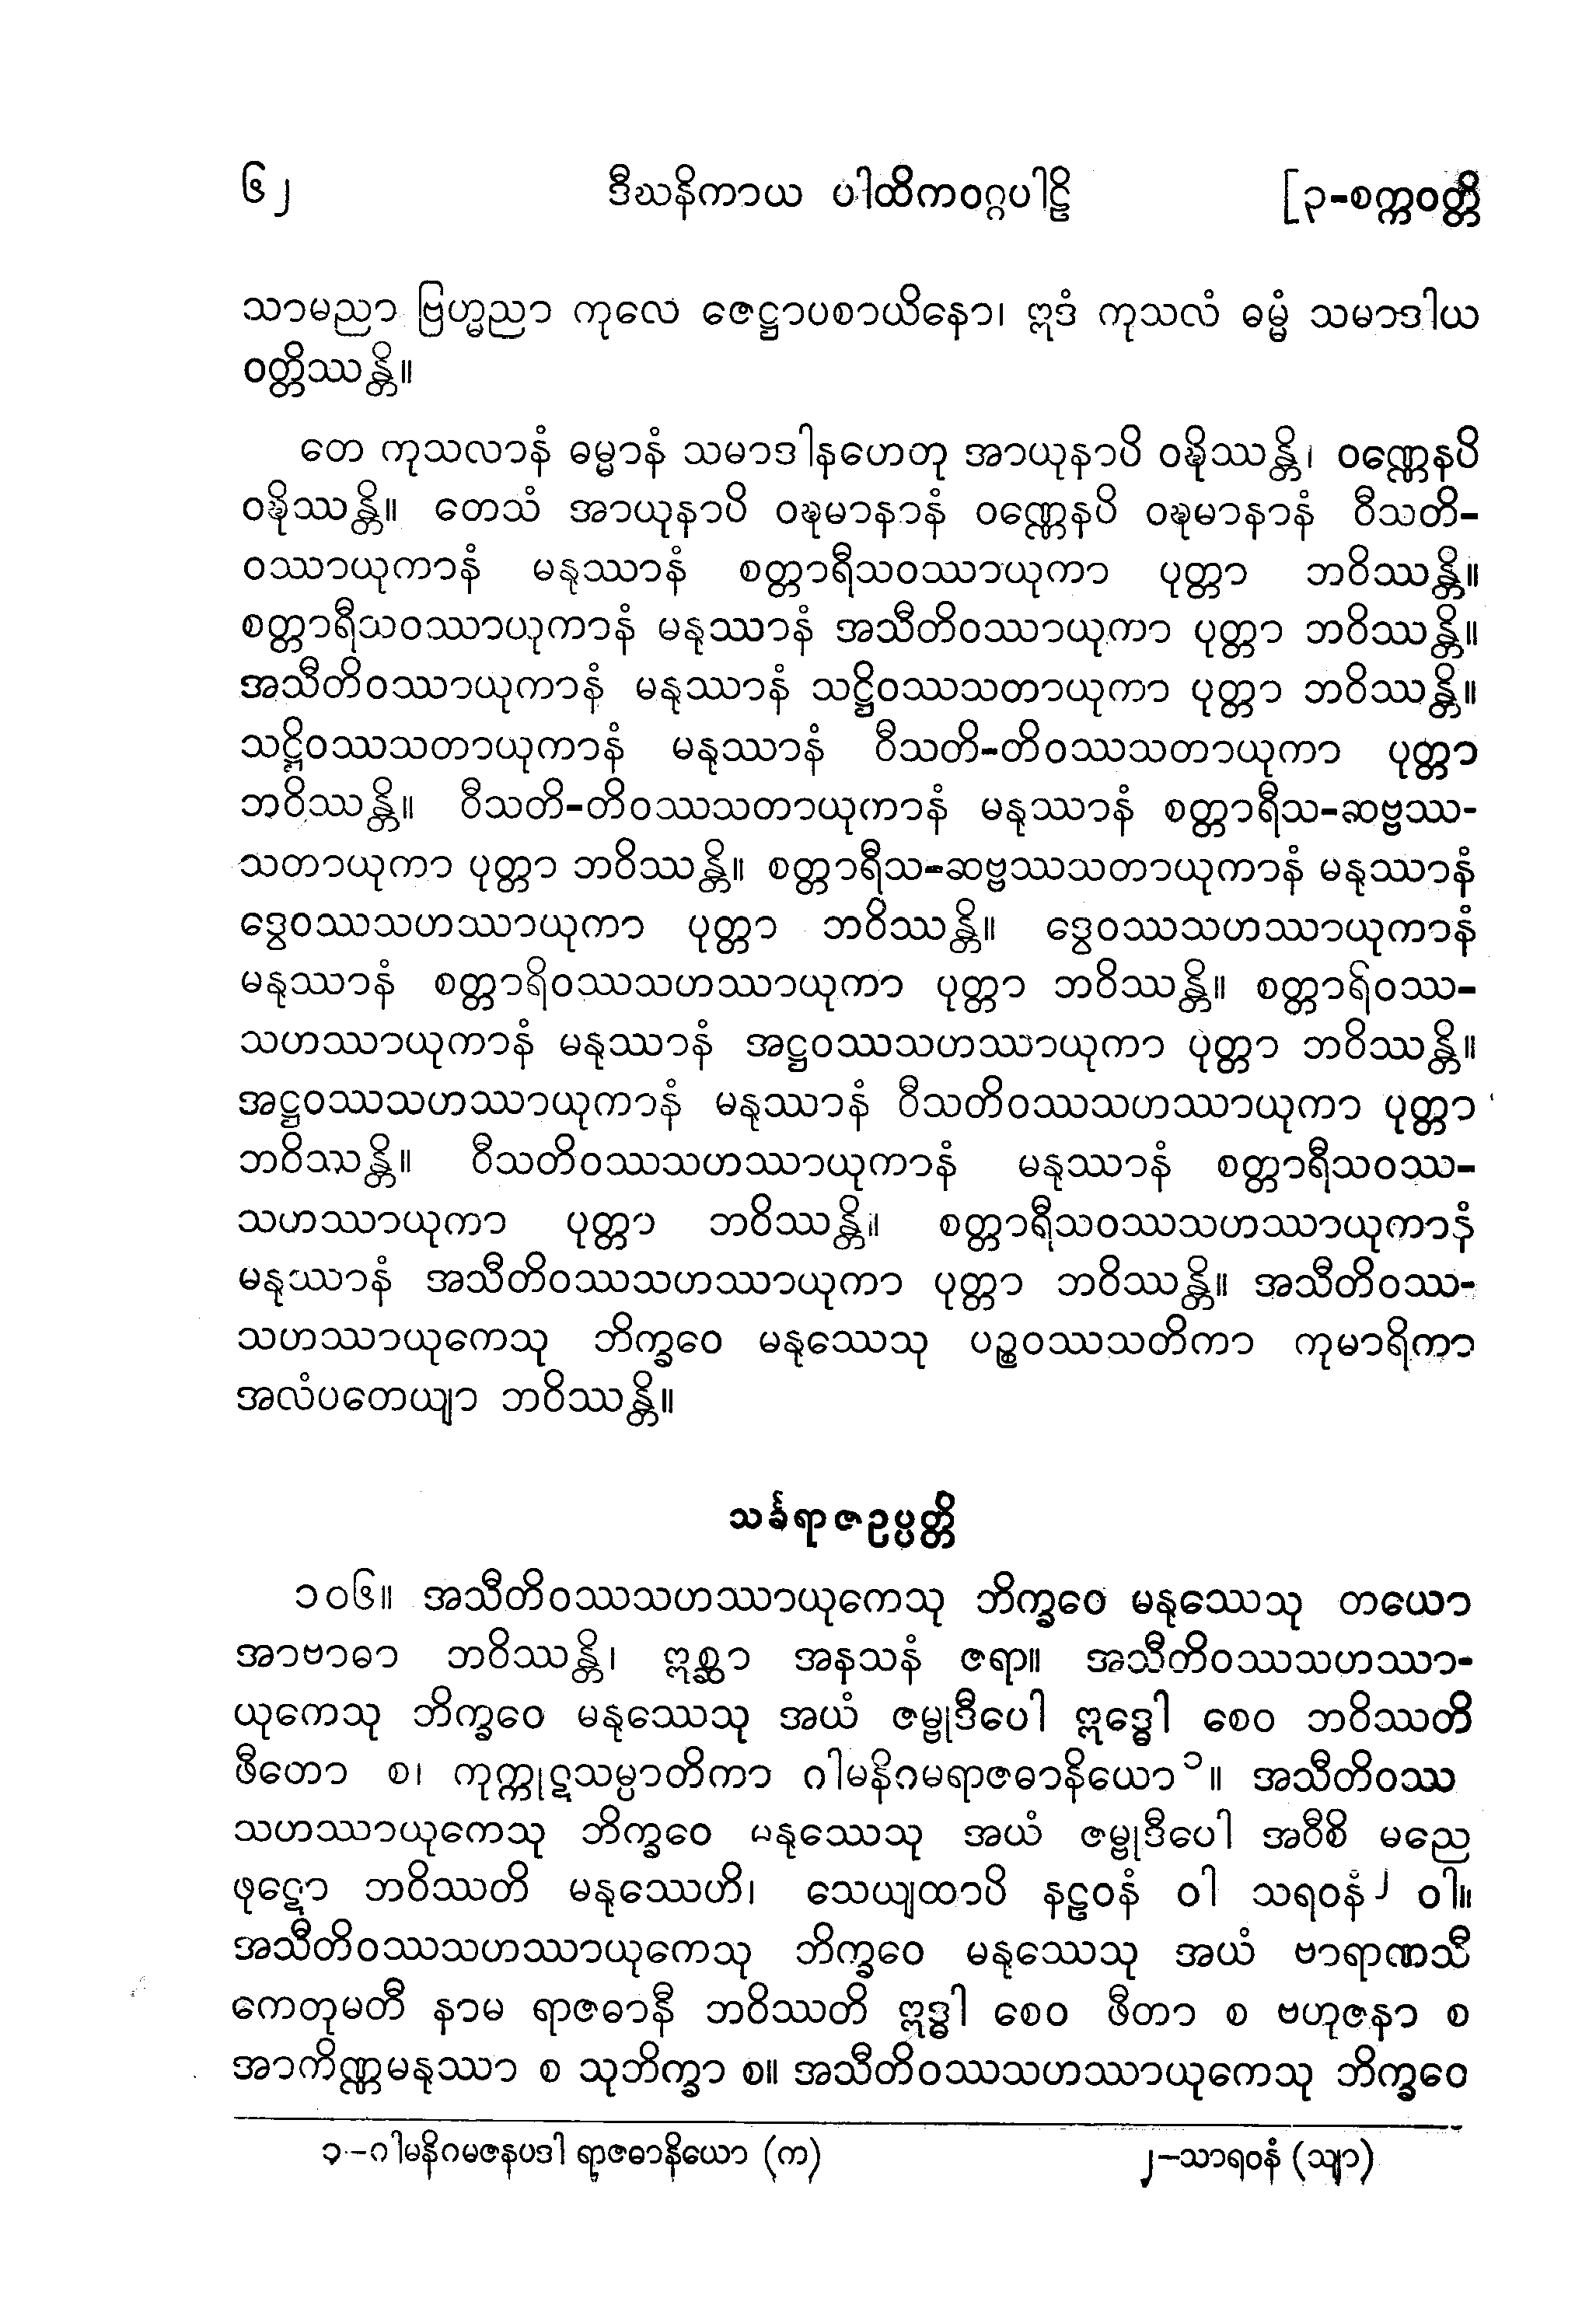 ၆၂ ဒီဃနိကာယ ပါထိကဝဂ္ဂပါဠိ [၃-စက္ကဝတ္တိ
သာမညာ ဗြဟ္မညာ ကုလေ ဇေဋ္ဌာပစာယိနော၊ ဣဒံ ကုသလံ ဓမ္မံ သမာဒါယ
ဝတ္တိဿန္တိ။
တေ ကုသလာနံ ဓမ္မာနံ သမာဒါနဟေတု အာယုနာပိ ဝဍ္ဎိဿန္တိ၊ ဝဏ္ဏေနပိ
ဝဍ္ဎိဿန္တိ။ တေသံ အာယုနာပိ ဝဍ္ဎမာနာနံ ဝဏ္ဏေနပိ ဝဍ္ဎမာနာနံ ဝီသတိ-
ဝဿာယုကာနံ မနုဿာနံ စတ္တာရီသဝဿာယုကာ ပုတ္တာ ဘဝိဿန္တိ။
စတ္တာရီသဝဿာယုကာနံ မနုဿာနံ အသီတိဝဿာယုကာ ပုတ္တာ ဘဝိဿန္တိ။
အသီတိဝဿာယုကာနံ မနုဿာနံ သဋ္ဌိဝဿသတာယုကာ ပုတ္တာ ဘဝိဿန္တိ။
သဋ္ဌိဝဿသတာယုကာနံ မနုဿာနံ ဝီသတိ-တိဝဿသတာယုကာ ပုတ္တာ
ဘဝိဿန္တိ။ ဝီသတိ-တိဝဿသတာယုကာနံ မနုဿာနံ စတ္တာရီသ-ဆဗ္ဗဿ-
သတာယုကာ ပုတ္တာ ဘဝိဿန္တိ။ စတ္တာရီသ-ဆဗ္ဗဿသတာယုကာနံ မနုဿာနံ
ဒွေဝဿသဟဿာယုကာ ပုတ္တာ ဘဝိဿန္တိ။ ဒွေဝဿသဟဿာယုကာနံ
မနုဿာနံ စတ္တာရိဝဿသဟဿာယုကာ ပုတ္တာ ဘဝိဿန္တိ။ စတ္တာရိဝဿ-
သဟဿာယုကာနံ မနုဿာနံ အဋ္ဌဝဿသဟဿာယုကာ ပုတ္တာ ဘဝိဿန္တိ။
အဋ္ဌဝဿသဟဿာယုကာနံ မနုဿာနံ ဝီသတိဝဿသဟဿာယုကာ ပုတ္တာ
ဘဝိဿန္တိ။ ဝီသတိဝဿသဟဿာယုကာနံ မနုဿာနံ စတ္တာရီသဝဿ-
သဟဿာယုကာ ပုတ္တာ ဘဝိဿန္တိ။ စတ္တာရီသဝဿသဟဿာယုကာနံ
မနုဿာနံ အသီတိဝဿသဟဿာယုကာ ပုတ္တာ ဘဝိဿန္တိ။ အသီတိဝဿ-
သဟဿာယုကေသု ဘိက္ခဝေ မနုဿေသု ပဉ္စဝဿသတိကာ ကုမာရိကာ
အလံပတေယျာ ဘဝိဿန္တိ။
သင်္ခရာဇဥပ္ပတ္တိ
၁၀၆။ အသီတိဝဿသဟဿာယုကေသု ဘိက္ခဝေ မနုဿေသု တယော
အာဗာဓာ ဘဝိဿန္တိ၊ ဣစ္ဆာ အနသနံ ဇရာ။ အသီတိဝဿသဟဿာ-
ယုကေသု ဘိက္ခဝေ မနုဿေသု အယံ ဇမ္ဗုဒီပေါ ဣဒ္ဓေါ စေဝ ဘဝိဿတိ
ဖီတော စ၊ ကုက္ကုဋသမ္ပာတိကာ ဂါမနိဂမရာဇဓာနိယော၁။ အသီတိဝဿ
သဟဿာယုကေသု ဘိက္ခဝေ မနုဿေသု အယံ ဇမ္ဗုဒီပေါ အဝီစိ မညေ
ဖုဋော ဘဝိဿတိ မနုဿေဟိ၊ သေယျထာပိ နဠဝနံ ဝါ သရဝနံ၂ ဝါ။
အသီတိဝဿသဟဿာယုကေသု ဘိက္ခဝေ မနုဿေသု အယံ ဗာရာဏသီ
ကေတုမတီ နာမ ရာဇဓာနီ ဘဝိဿတိ ဣဒ္ဓါ စေဝ ဖီတာ စ ဗဟုဇနာ စ
အာကိဏ္ဏမနုဿာ စ သုဘိက္ခာ စ။ အသီတိဝဿသဟဿာယုကေသု ဘိက္ခဝေ
၁-ဂါမနိဂမဇနပဒါ ရာဇဓာနိယော (က) ၂-သာရဝနံ (သျာ)